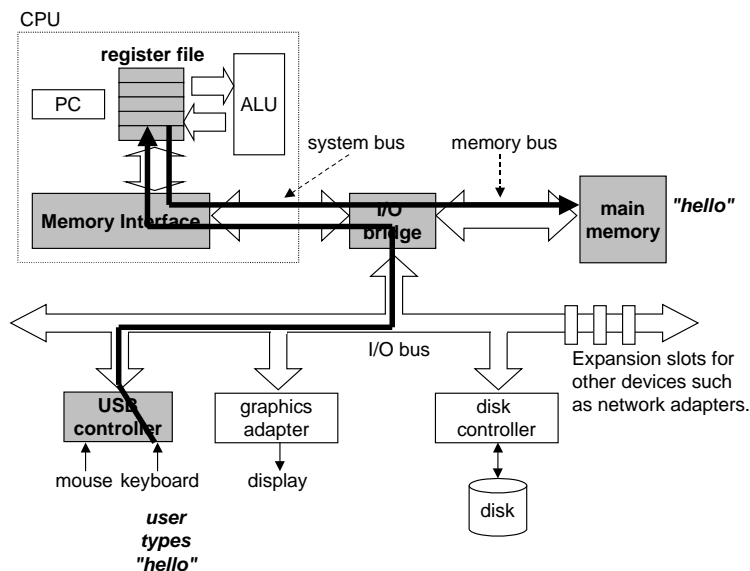 CPU
register file
PC
ALU
system bus
memory bus
Memory Interface
I/O
bridge
main
memory
"hello"
I/O bus
Expansion slots for
other devices such
as network adapters.
USB
controller
graphics
adapter
disk
controller
mouse
keyboard
display
disk
user
types
"hello"